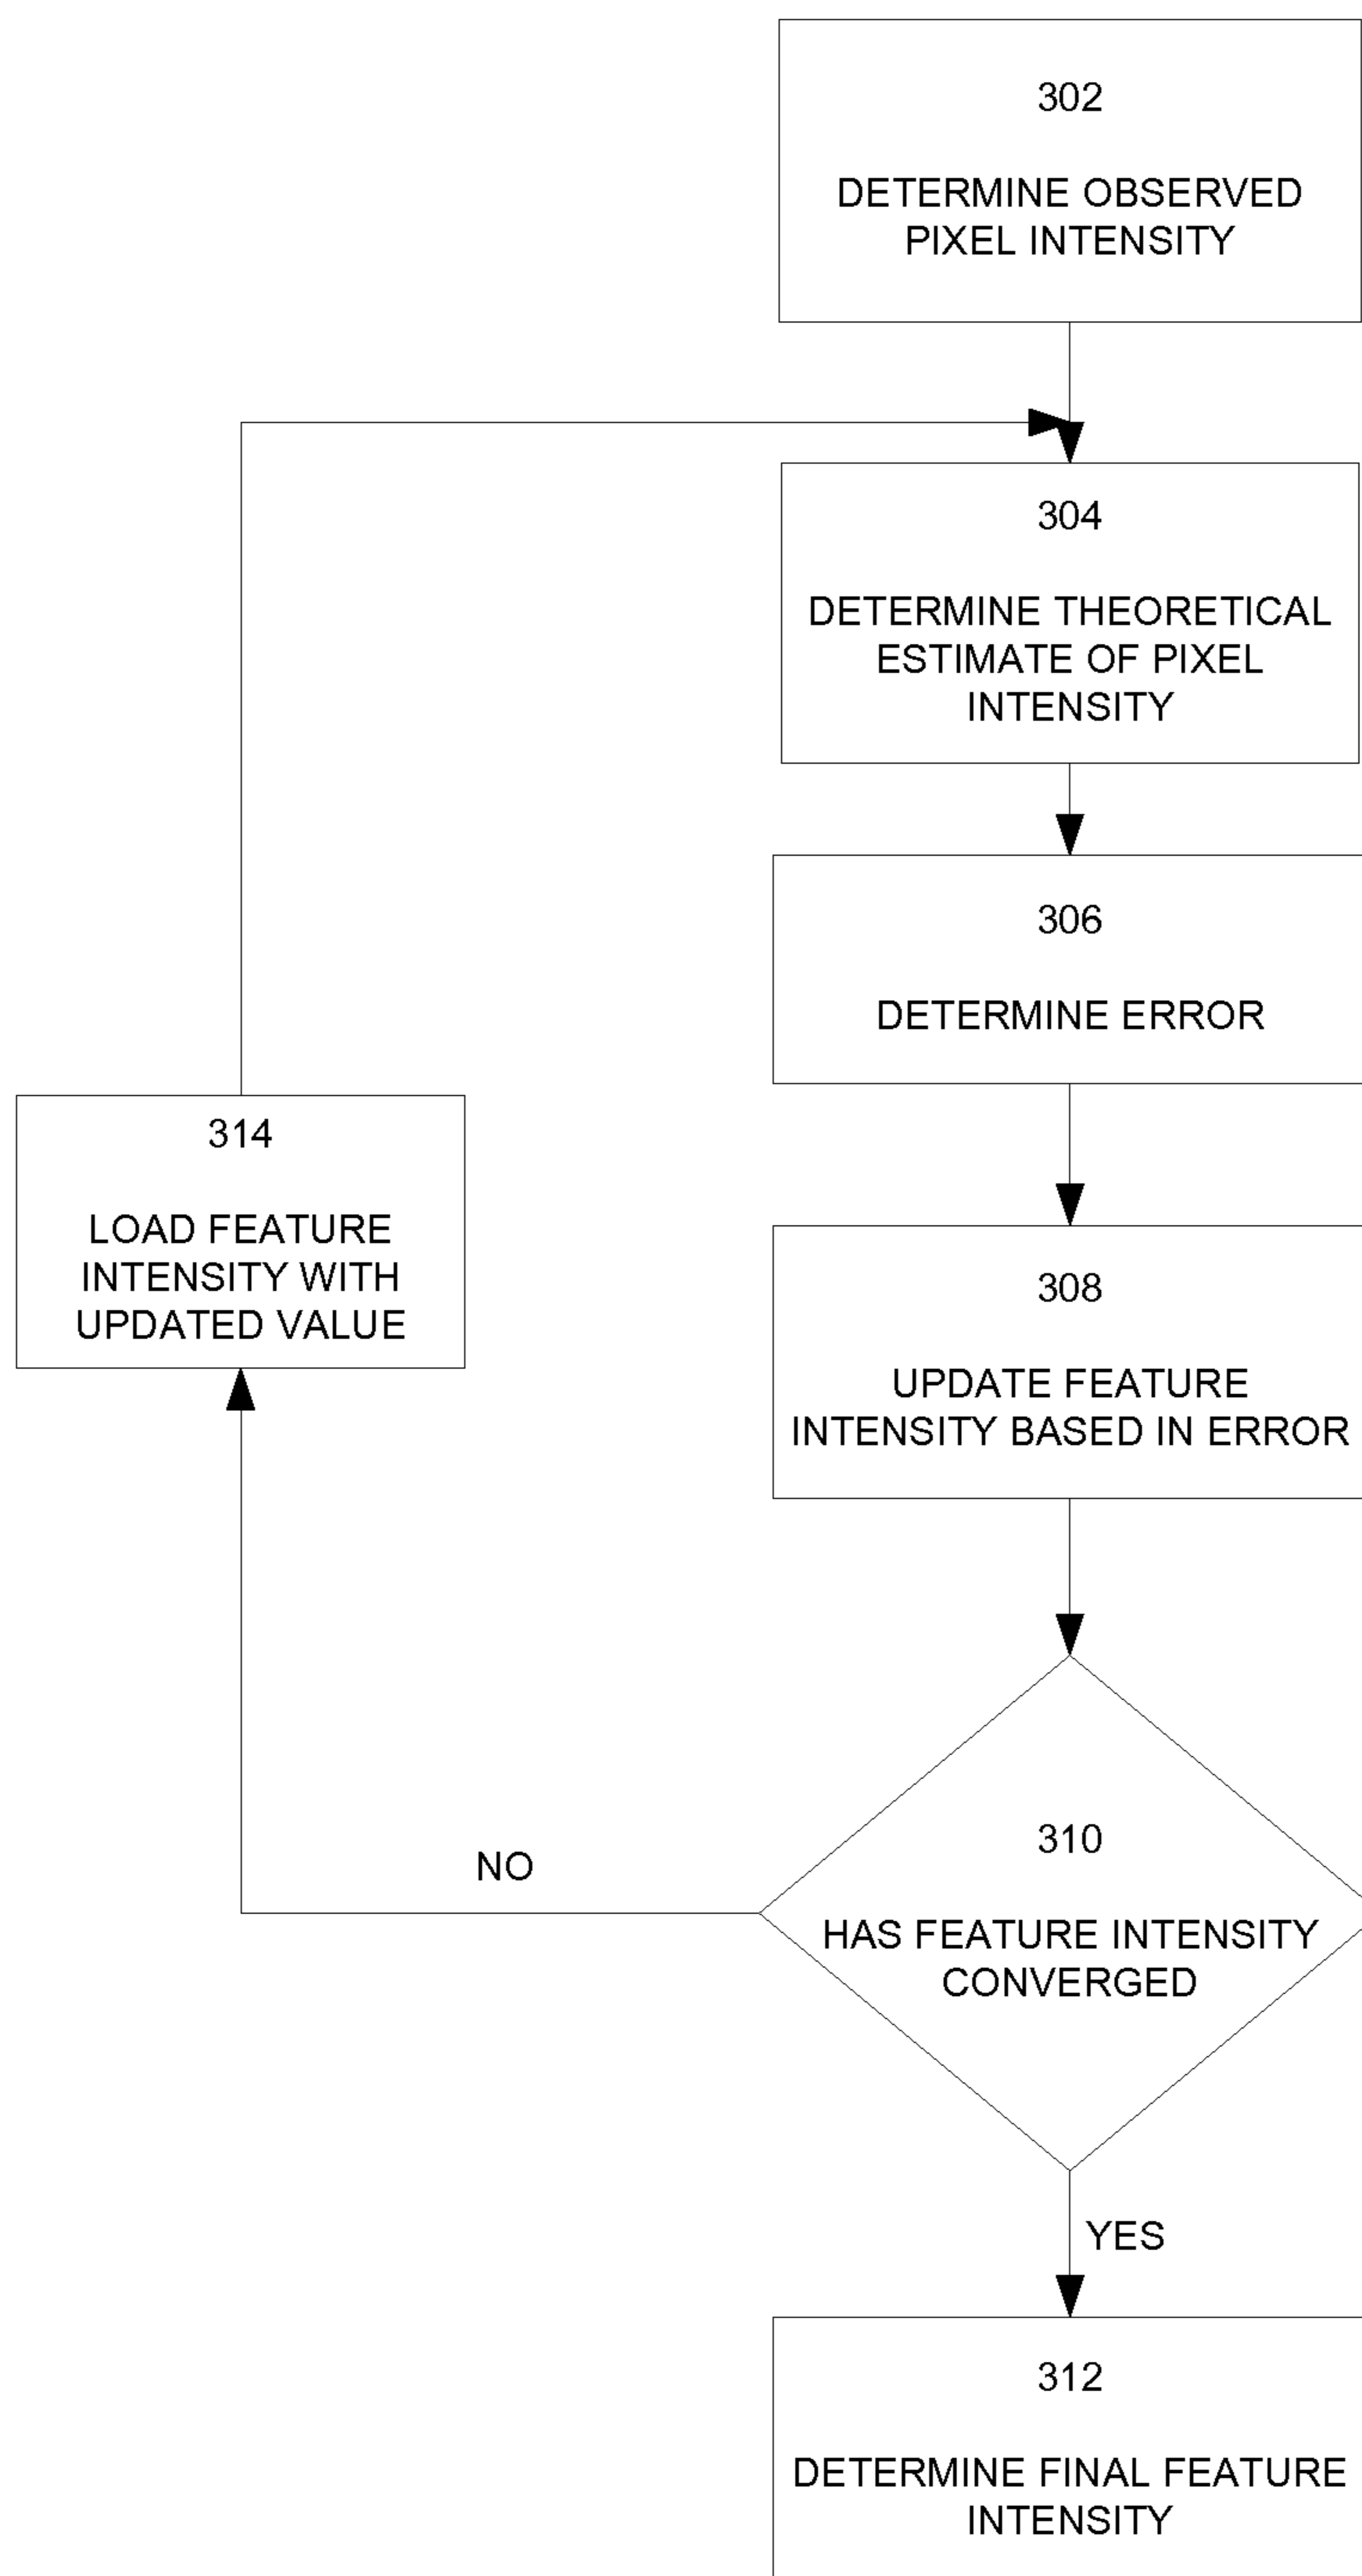 302
DETERMINE OBSERVED
PIXEL INTENSITY
304
DETERMINE THEORETICAL
ESTIMATE OF PIXEL
INTENSITY
306
DETERMINE ERROR
308
UPDATE FEATURE
INTENSITY BASED IN ERROR
310
HAS FEATURE INTENSITY
CONVERGED
NO
314
LOAD FEATURE
INTENSITY WITH
UPDATED VALUE
YES
312
DETERMINE FINAL FEATURE
INTENSITY